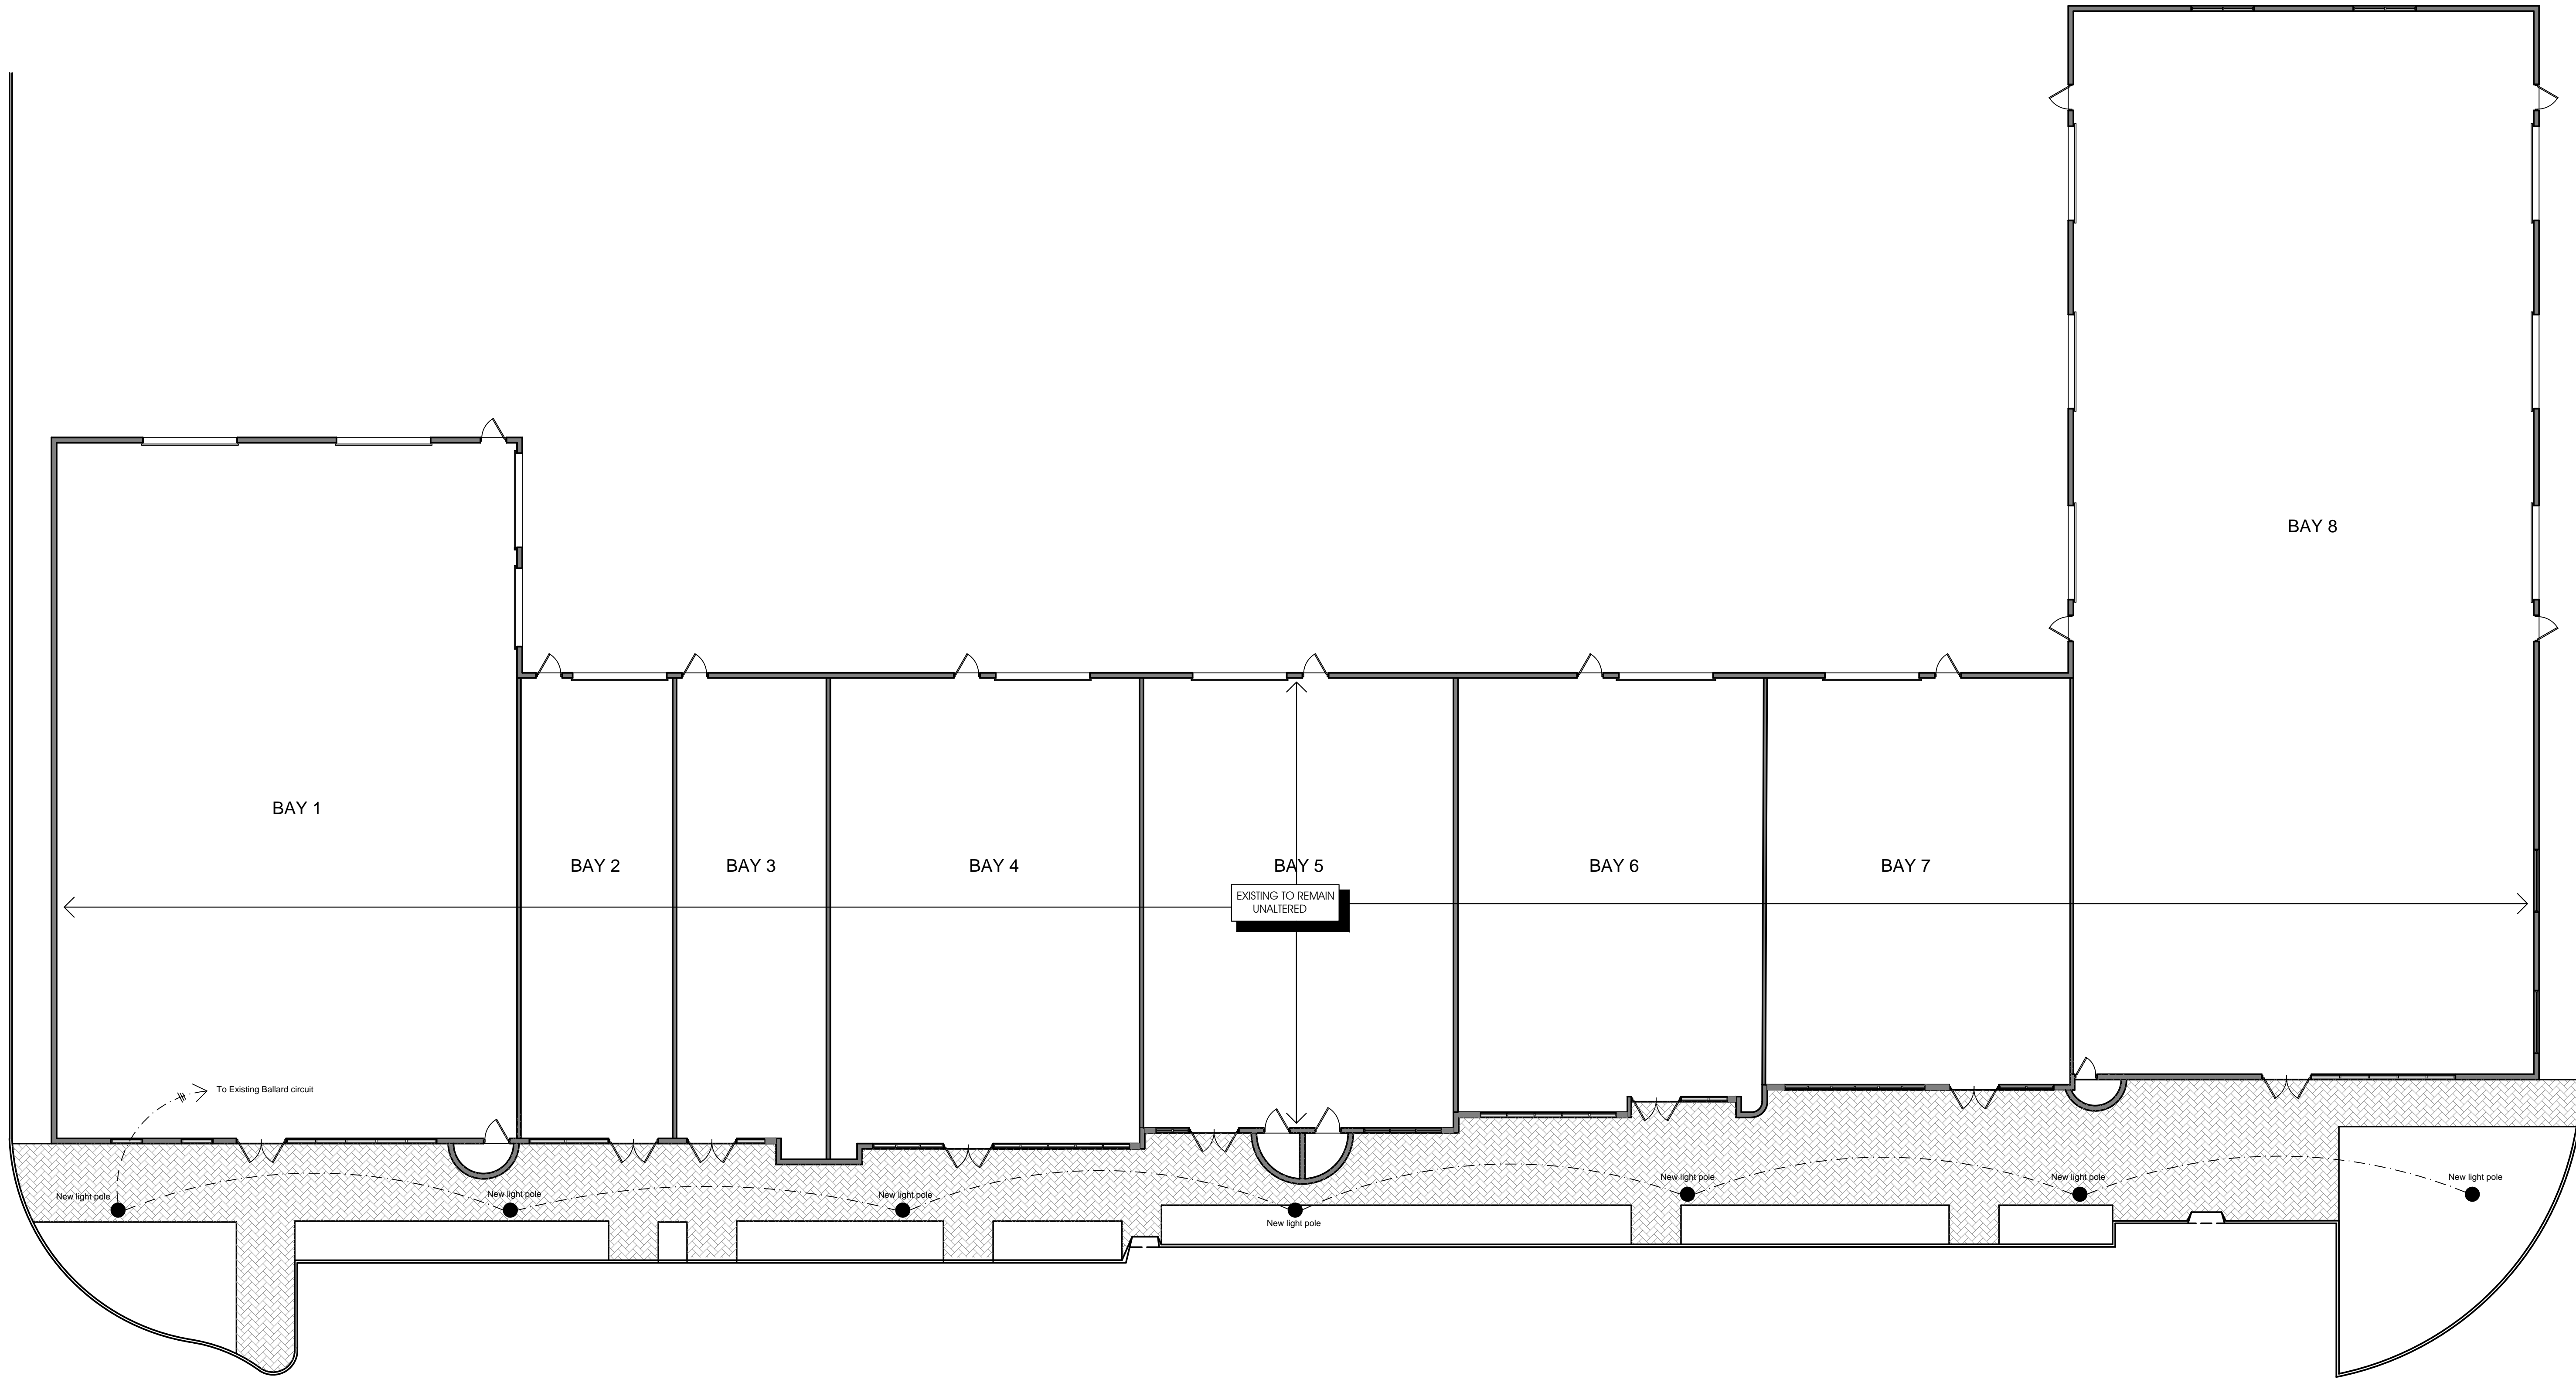 BAY 8
BAY 1
BAY 2
BAY 3
BAY 4
BAY 5
BAY 6
BAY 7
EXISTING TO REMAIN
UNALTERED
To Existing Ballard circuit
New light pole
New light pole
New light pole
New light pole
New light pole
New light pole
New light pole